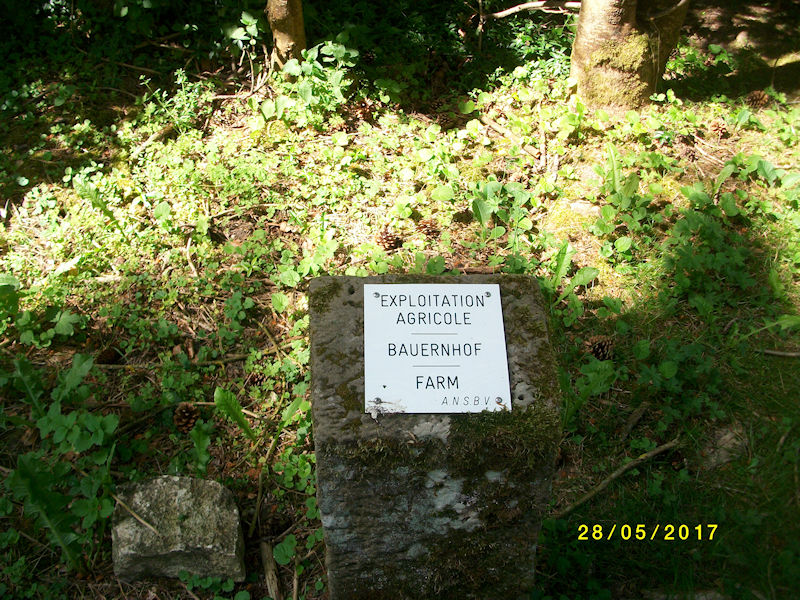 "EXPLOITATION"
AGRICOLE
BAUERNHOF
FARM
A.N.S.B.V.
28/05/2017